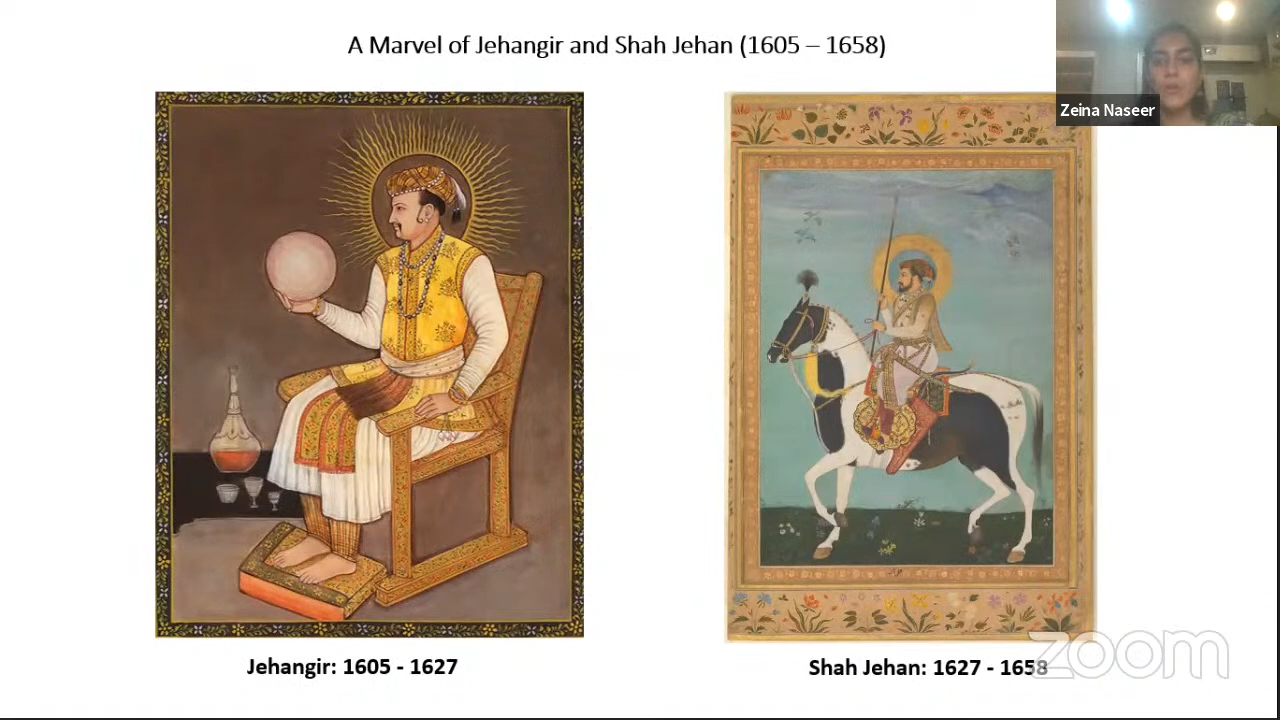 A Marvel of Jehangir and Shah Jehan (1605 – 1658)
Zeina Naseer
Jehangir: 1605 - 1627
Shah Jehan: 1627 - 1658
zoom